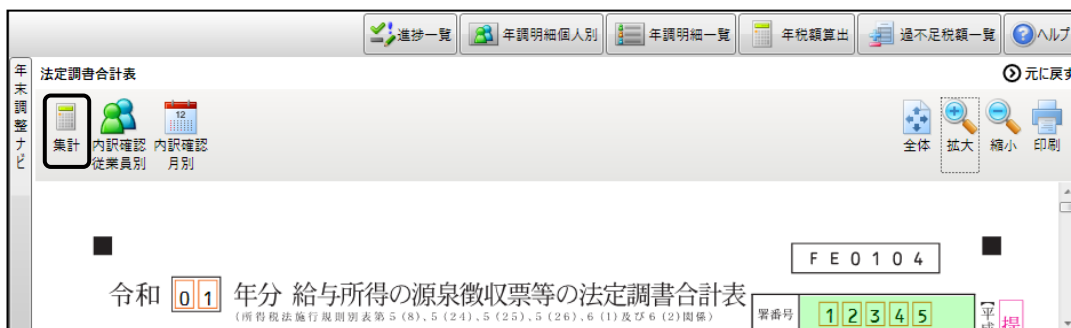 進捗一覧 年調明細個人別 年調明細一覧 年税額算出 過不足税額一覧 ヘルプ
年末調整ナビ
法定調書合計表 元に戻す
集計 内訳確認 従業員別 12 内訳確認 月別 全体 拡大 縮小 印刷
FE0104
令和 01 年分 給与所得の源泉徴収票等の法定調書合計表
(所得税法施行規則別表第5(8)、5(24)、5(25)、5(26)、6(1)及び6(2)関係)
署番号 12345
【平成
提